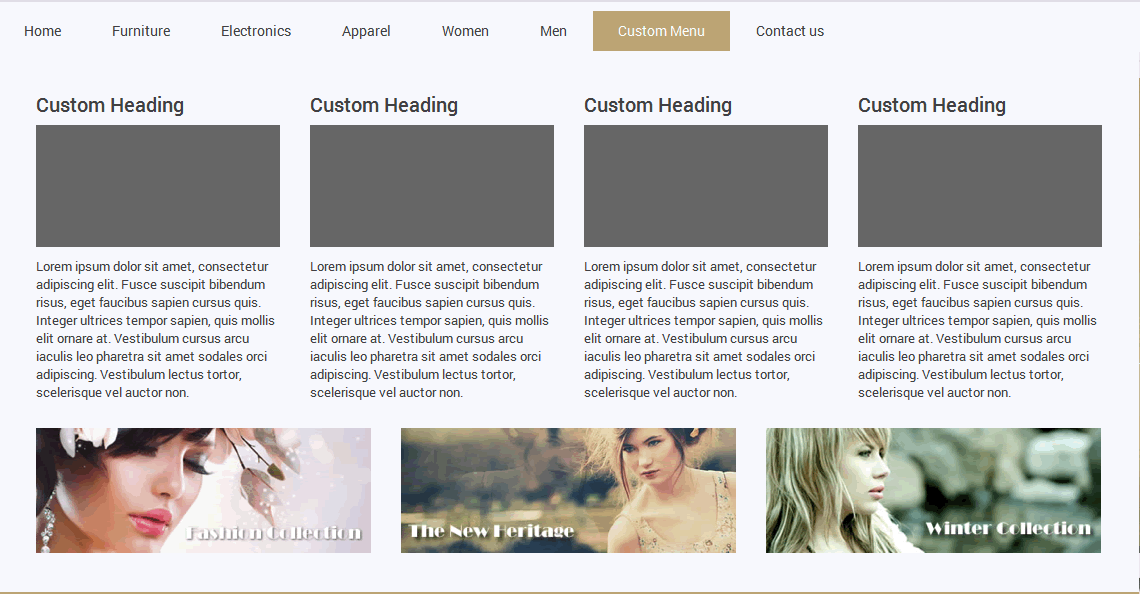 Home Furniture Electronics Apparel Women Men Custom Menu Contact us
Custom Heading Custom Heading Custom Heading Custom Heading
Lorem ipsum dolor sit amet, consectetur
adipiscing elit. Fusce suscipit bibendum
risus, eget faucibus sapien cursus quis.
Integer ultrices tempor sapien, quis mollis
elit ornare at. Vestibulum cursus arcu
iaculis leo pharetra sit amet sodales orci
adipiscing. Vestibulum lectus tortor,
scelerisque vel auctor non.
Lorem ipsum dolor sit amet, consectetur
adipiscing elit. Fusce suscipit bibendum
risus, eget faucibus sapien cursus quis.
Integer ultrices tempor sapien, quis mollis
elit ornare at. Vestibulum cursus arcu
iaculis leo pharetra sit amet sodales orci
adipiscing. Vestibulum lectus tortor,
scelerisque vel auctor non.
Lorem ipsum dolor sit amet, consectetur
adipiscing elit. Fusce suscipit bibendum
risus, eget faucibus sapien cursus quis.
Integer ultrices tempor sapien, quis mollis
elit ornare at. Vestibulum cursus arcu
iaculis leo pharetra sit amet sodales orci
adipiscing. Vestibulum lectus tortor,
scelerisque vel auctor non.
Lorem ipsum dolor sit amet, consectetur
adipiscing elit. Fusce suscipit bibendum
risus, eget faucibus sapien cursus quis.
Integer ultrices tempor sapien, quis mollis
elit ornare at. Vestibulum cursus arcu
iaculis leo pharetra sit amet sodales orci
adipiscing. Vestibulum lectus tortor,
scelerisque vel auctor non.
Fashion Collection
The New Heritage
Winter Collection